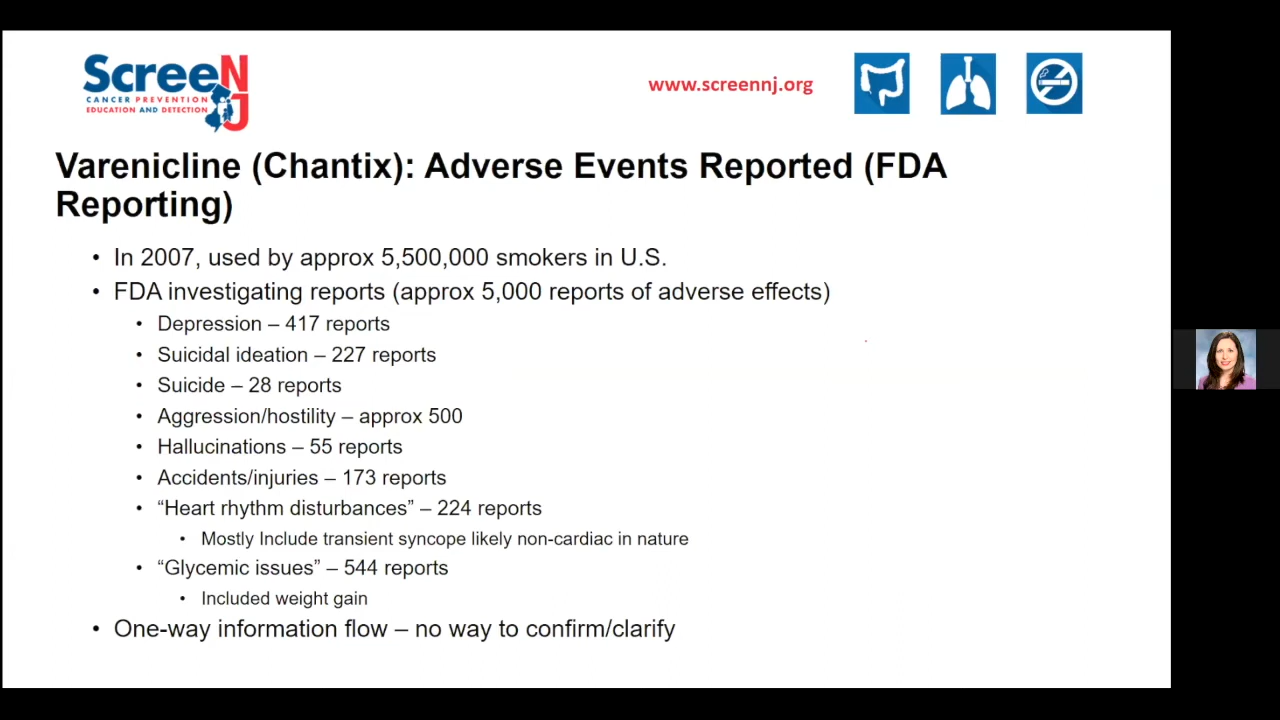 ScreeNJ
CANCER PREVENTION
EDUCATION AND DETECTION
www.screennj.org
Varenicline (Chantix): Adverse Events Reported (FDA
Reporting)
• In 2007, used by approx 5,500,000 smokers in U.S.
• FDA investigating reports (approx 5,000 reports of adverse effects)
• Depression – 417 reports
• Suicidal ideation – 227 reports
• Suicide – 28 reports
• Aggression/hostility – approx 500
• Hallucinations – 55 reports
• Accidents/injuries – 173 reports
• “Heart rhythm disturbances” – 224 reports
• Mostly Include transient syncope likely non-cardiac in nature
• “Glycemic issues” – 544 reports
• Included weight gain
• One-way information flow – no way to confirm/clarify